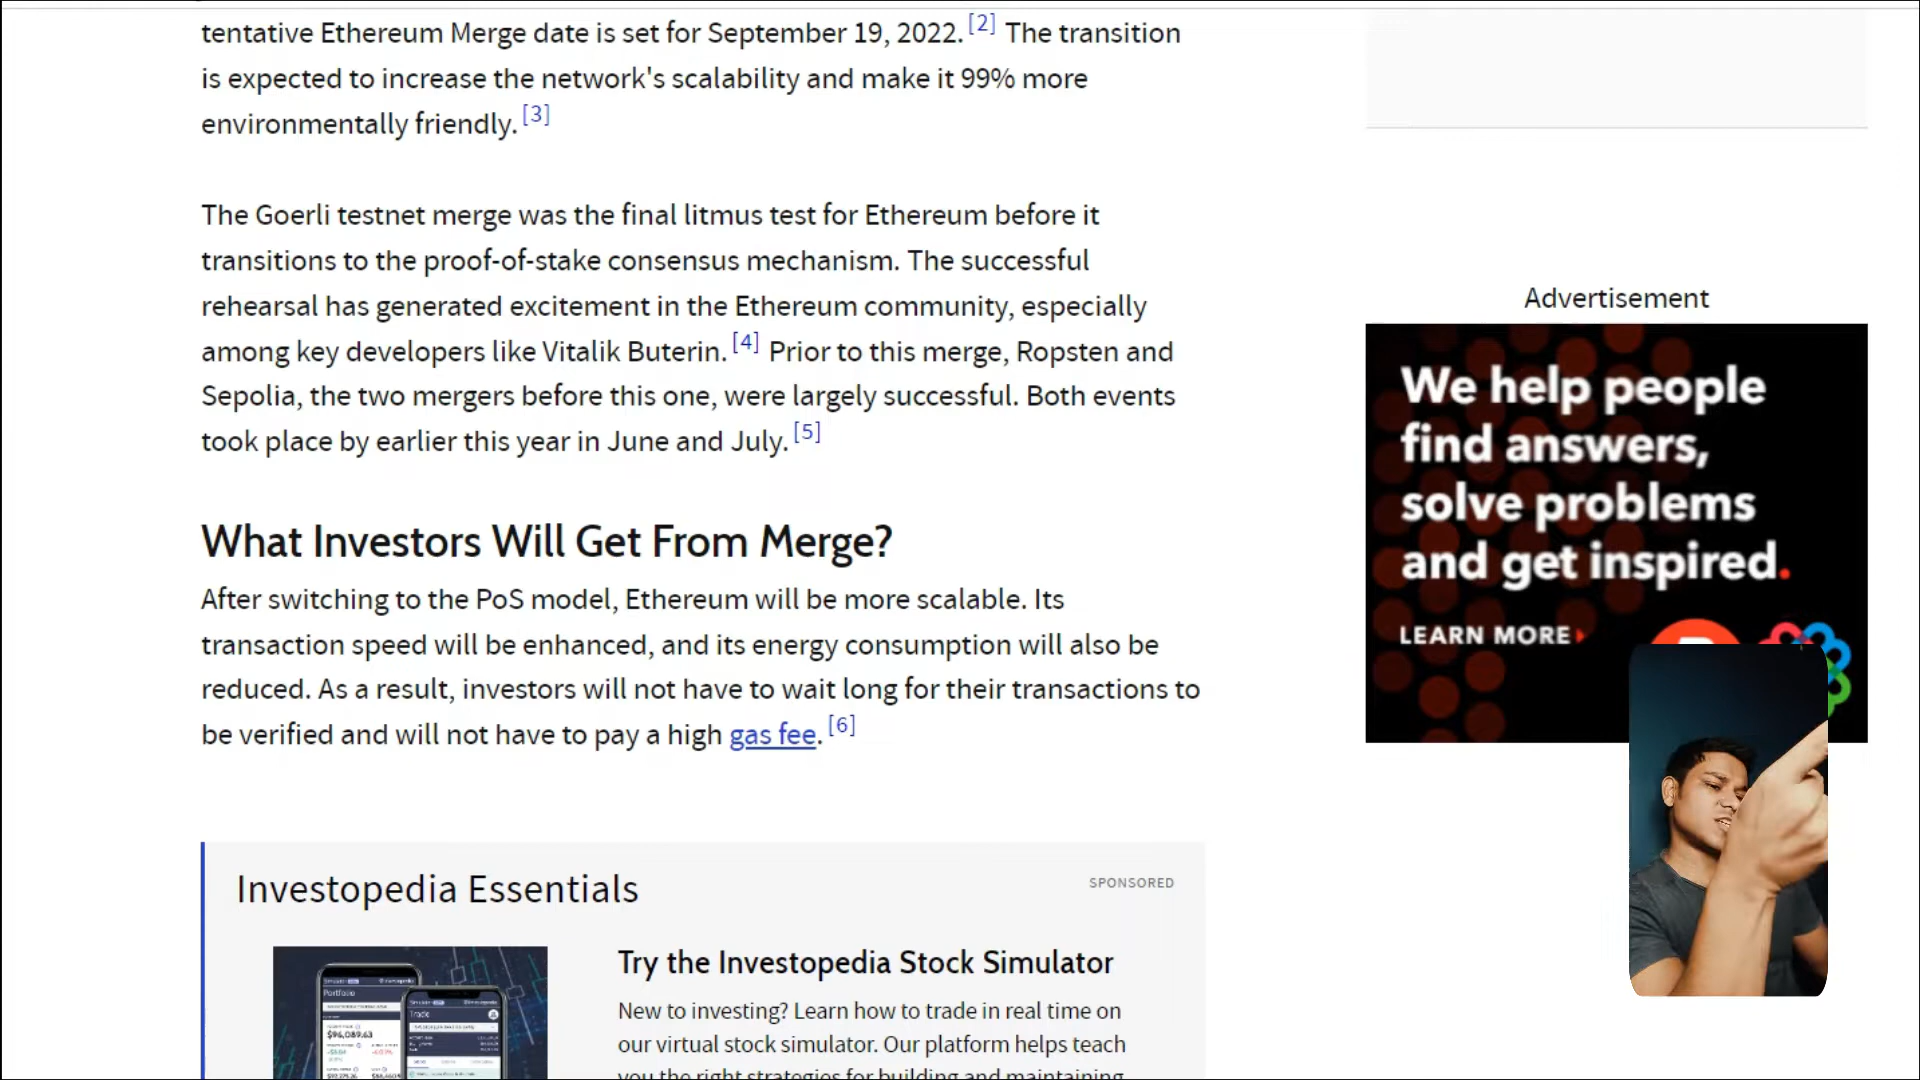 tentative Ethereum Merge date is set for September 19, 2022. [2] The transition
is expected to increase the network's scalability and make it 99% more
environmentally friendly. [3]
The Goerli testnet merge was the final litmus test for Ethereum before it
transitions to the proof-of-stake consensus mechanism. The successful
rehearsal has generated excitement in the Ethereum community, especially
among key developers like Vitalik Buterin. [4] Prior to this merge, Ropsten and
Sepolia, the two mergers before this one, were largely successful. Both events
took place by earlier this year in June and July. [5]
What Investors Will Get From Merge?
After switching to the PoS model, Ethereum will be more scalable. Its
transaction speed will be enhanced, and its energy consumption will also be
reduced. As a result, investors will not have to wait long for their transactions to
be verified and will not have to pay a high gas fee. [6]
Investopedia Essentials
SPONSORED
Try the Investopedia Stock Simulator
New to investing? Learn how to trade in real time on
our virtual stock simulator. Our platform helps teach
you the right strategies for building and maintaining
Portfolio
$96,089.63
Trade
Advertisement
We help people
find answers,
solve problems
and get inspired.
LEARN MORE